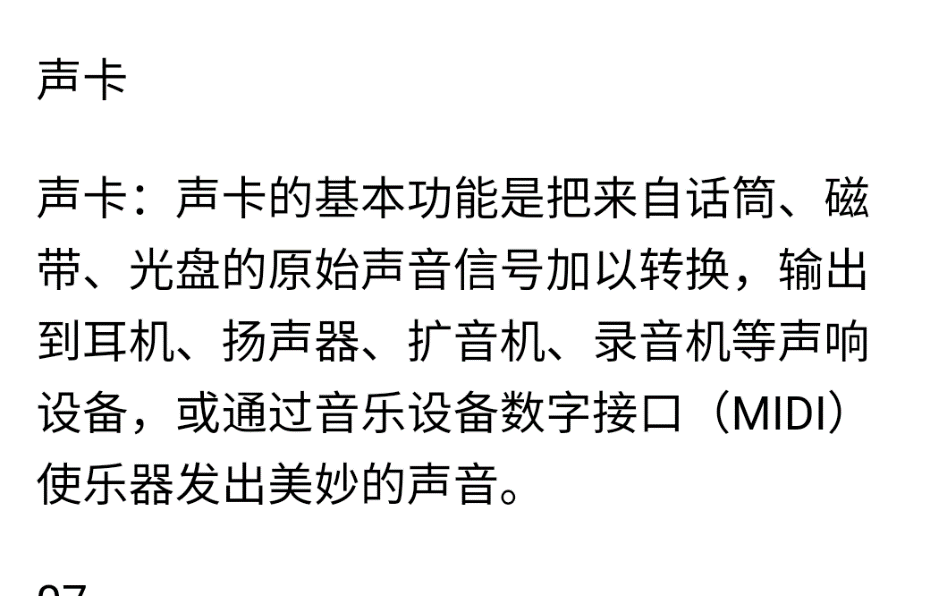 声卡
声卡：声卡的基本功能是把来自话筒、磁
带、光盘的原始声音信号加以转换，输出
到耳机、扬声器、扩音机、录音机等声响
设备，或通过音乐设备数字接口（MIDI）
使乐器发出美妙的声音。